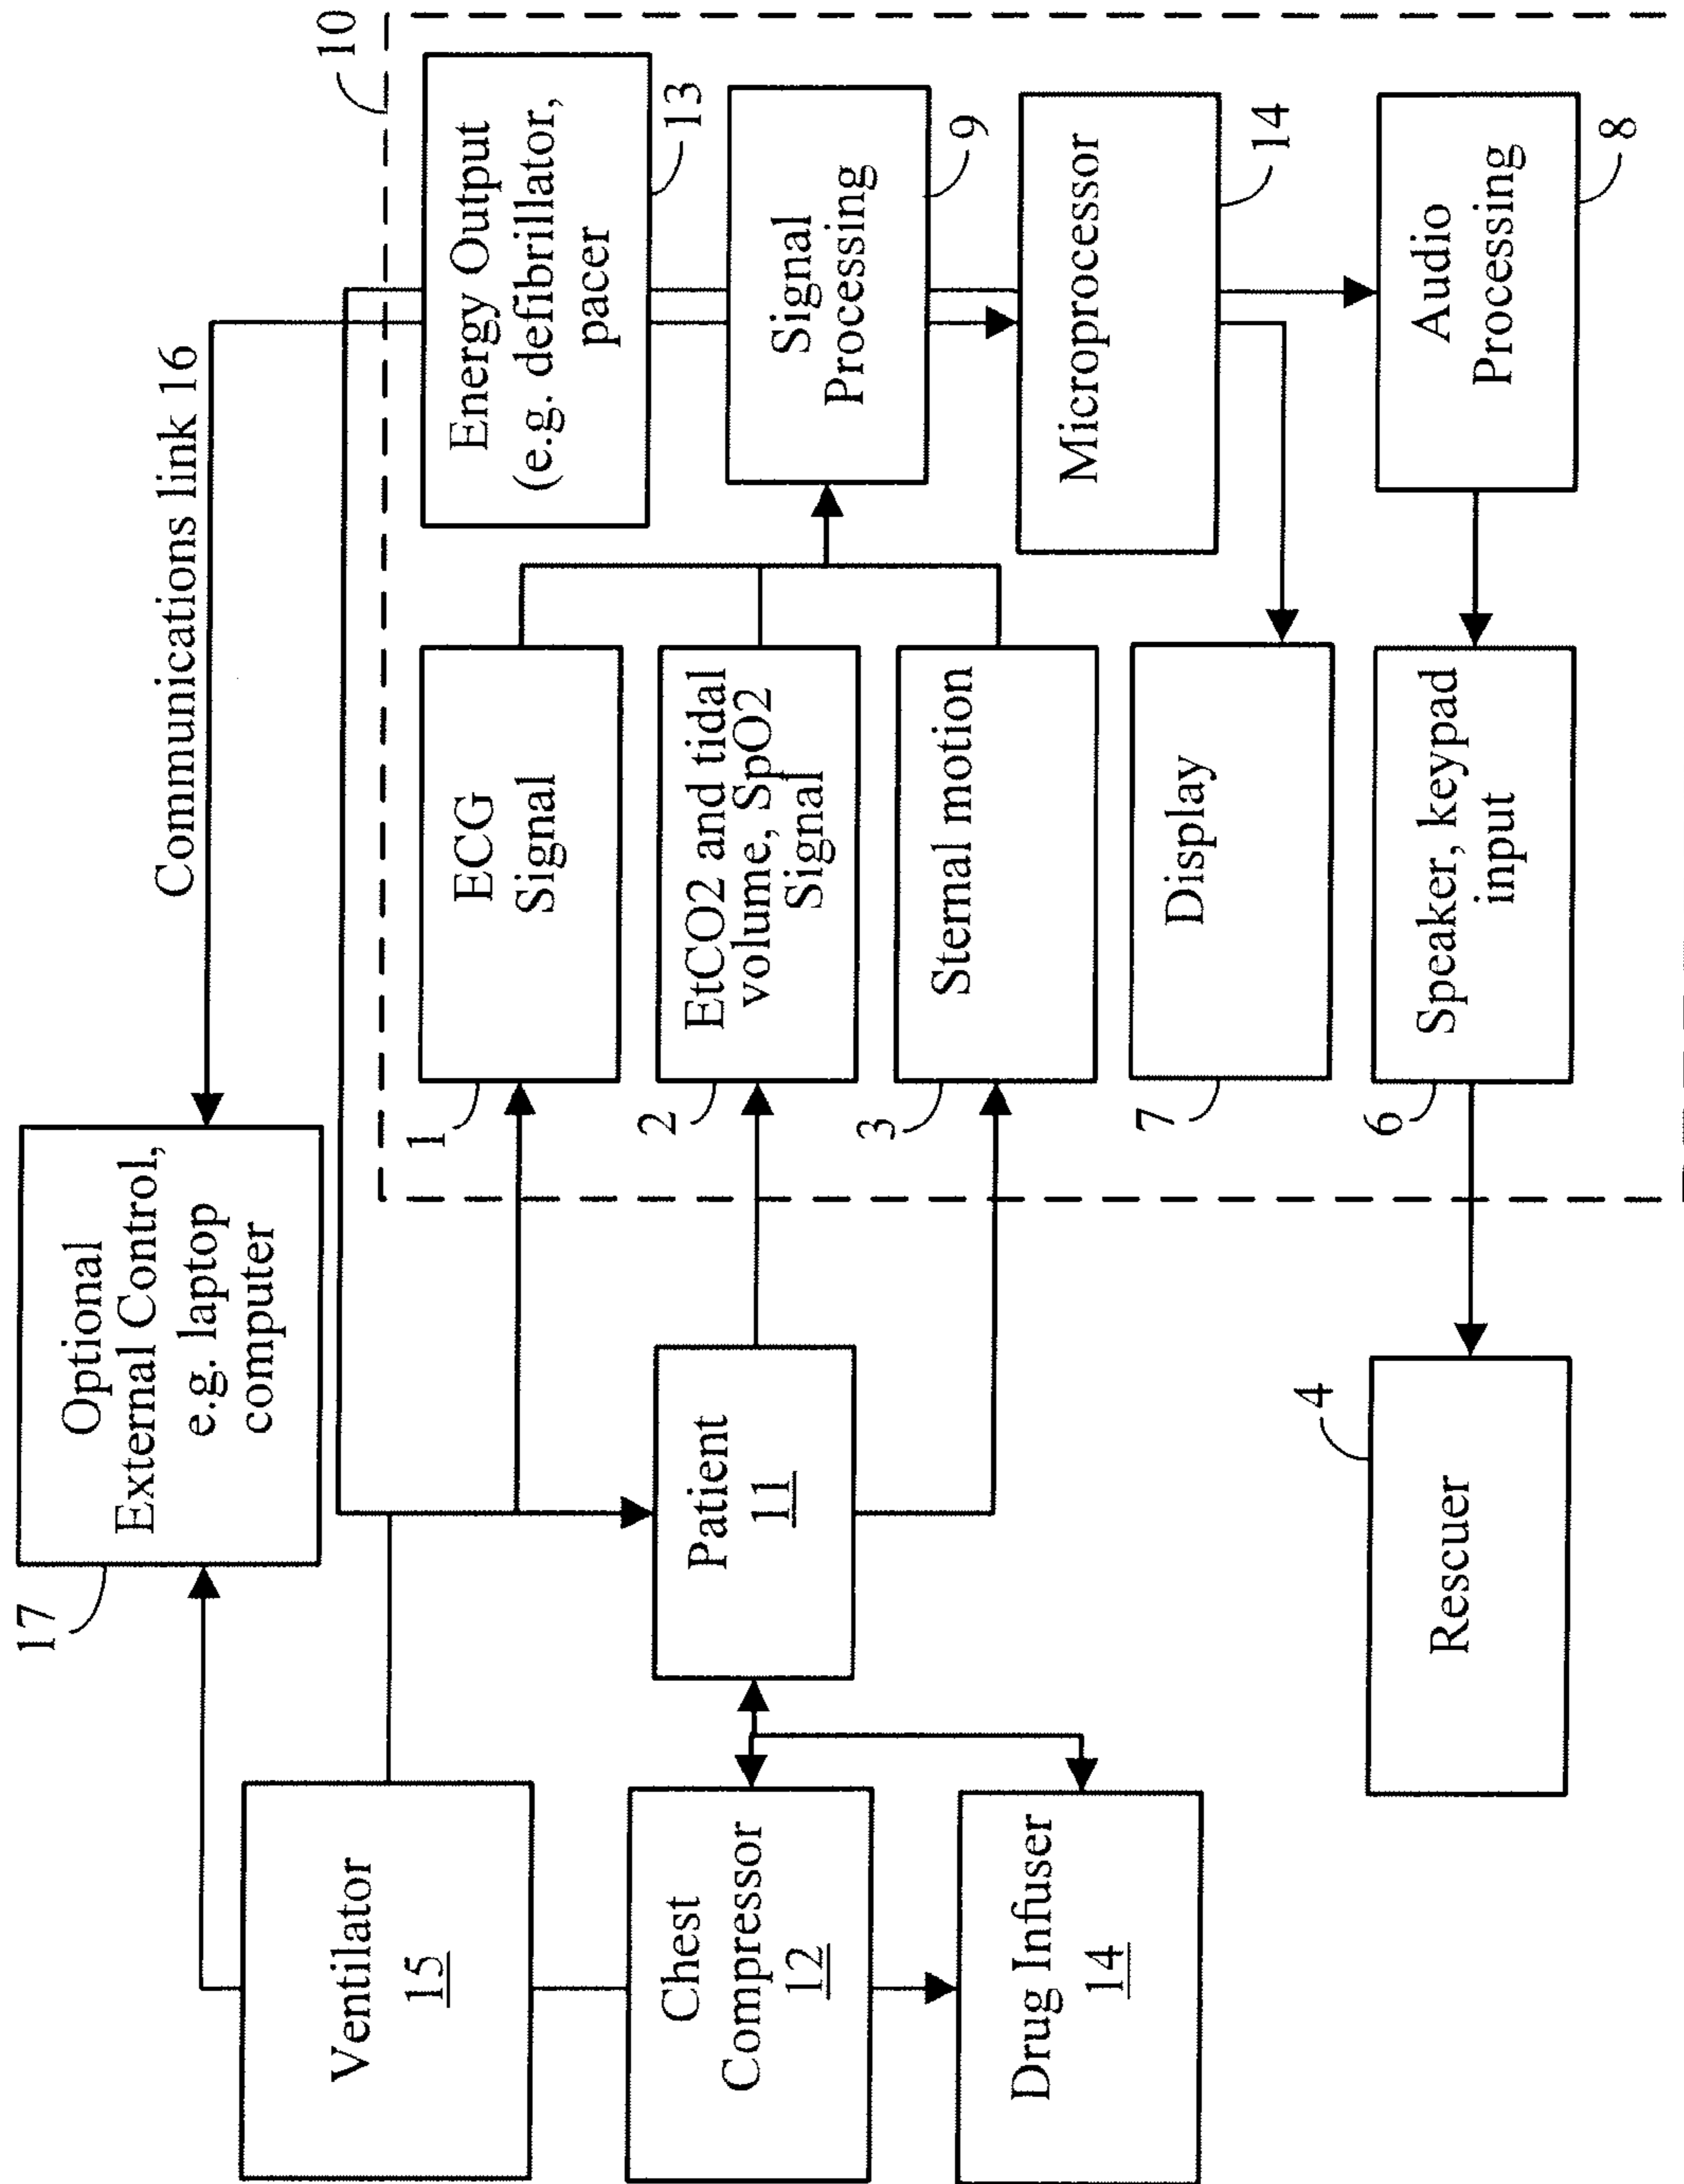 17
Optional
External Control,
e.g. laptop
computer
Communications link 16
10
Ventilator
15
1
ECG
Signal
Energy Output
(e.g. defibrillator,
pacer
13
Chest
Compressor
12
Patient
11
2
EtCO2 and tidal
volume, SpO2
Signal
Signal
Processing
9
3
Sternal motion
Drug Infuser
14
Microprocessor
14
7
Display
4
Rescuer
6
Speaker, keypad
input
Audio
Processing
8